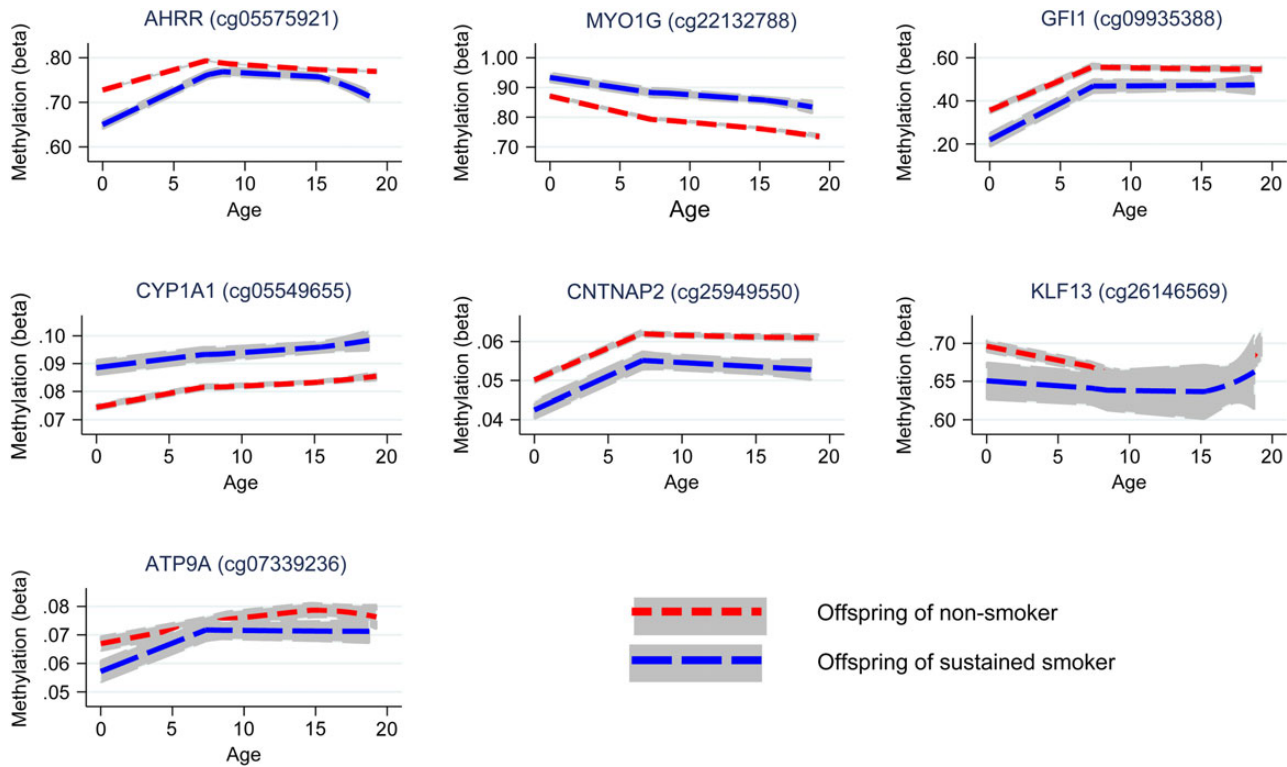 AHRR (cg05575921)
Methylation (beta)
.80
.70
.60
0 5 10 15 20
Age
MYO1G (cg22132788)
Methylation (beta)
1.00
.90
.80
.70
0 5 10 15 20
Age
GFI1 (cg09935388)
Methylation (beta)
.60
.40
.20
0 5 10 15 20
Age
CYP1A1 (cg05549655)
Methylation (beta)
.10
.09
.08
.07
0 5 10 15 20
Age
CNTNAP2 (cg25949550)
Methylation (beta)
.06
.05
.04
0 5 10 15 20
Age
KLF13 (cg26146569)
Methylation (beta)
.70
.65
.60
0 5 10 15 20
Age
ATP9A (cg07339236)
Methylation (beta)
.08
.07
.06
.05
0 5 10 15 20
Age
Offspring of non-smoker
Offspring of sustained smoker